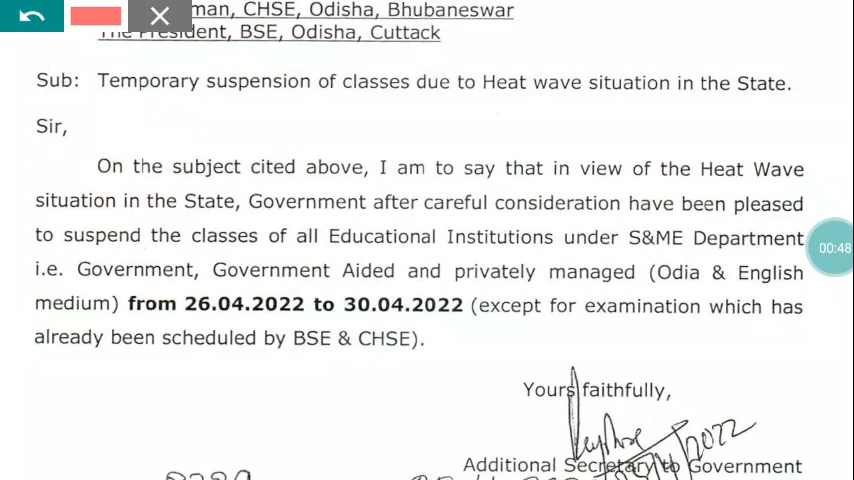 man, CHSE, Odisha, Bhubaneswar
The President, BSE, Odisha, Cuttack
Sub: Temporary suspension of classes due to Heat wave situation in the State.
Sir,
On the subject cited above, I am to say that in view of the Heat Wave
situation in the State, Government after careful consideration have been pleased
to suspend the classes of all Educational Institutions under S&ME Department
i.e. Government, Government Aided and privately managed (Odia & English
medium) from 26.04.2022 to 30.04.2022 (except for examination which has
already been scheduled by BSE & CHSE).
00:48
Yours faithfully,
Additional Secretary to Government